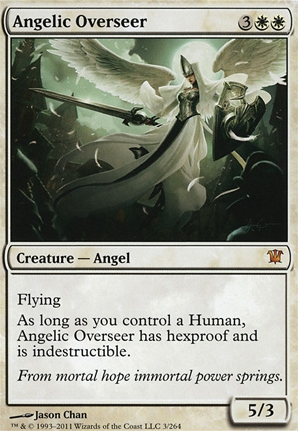 Angelic Overseer 3
Creature — Angel
Flying
As long as you control a Human,
Angelic Overseer has hexproof and
is indestructible.
From mortal hope immortal power springs.
Jason Chan
™ & © 1993–2011 Wizards of the Coast LLC 3/264
5/3